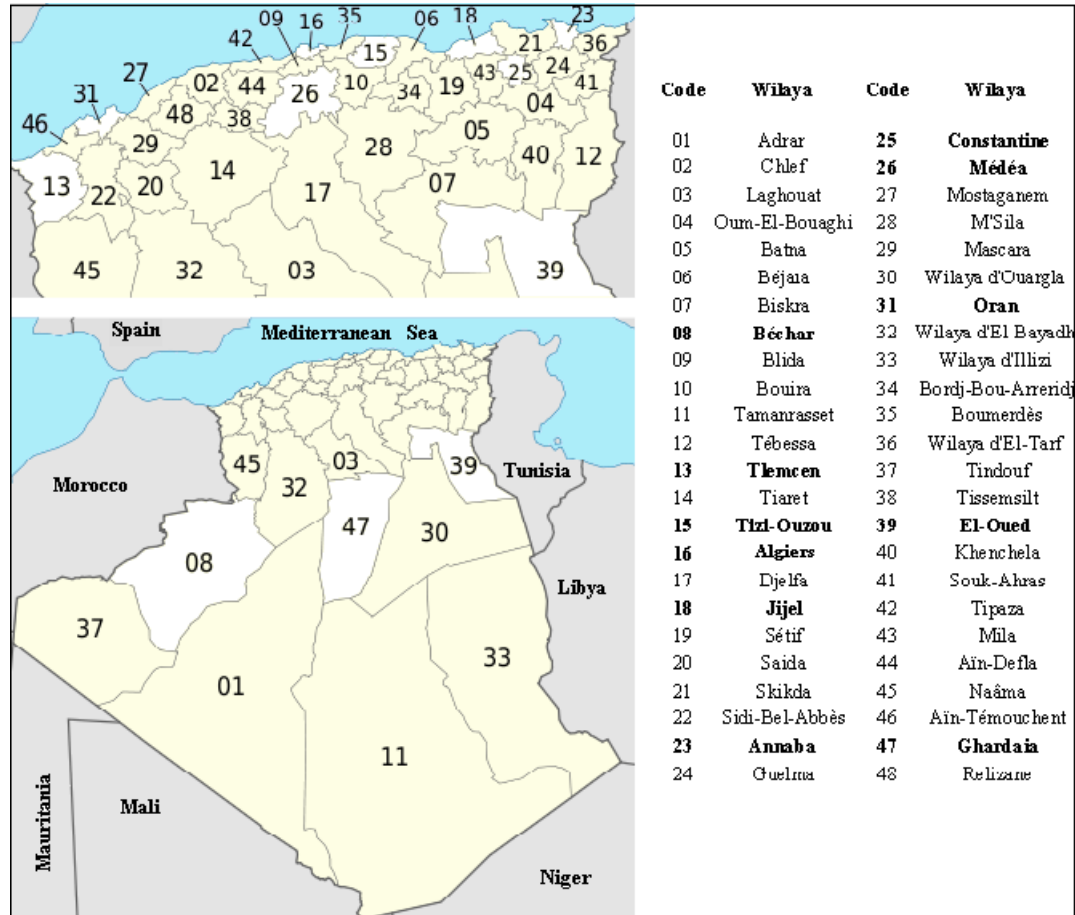 23
09 16 35 06 18
42 15 21 36
27 02 44 26 10 34 19 43 25 24 41
31 48 38 04
46 29 28 05 40 12
13 22 20 14 17 07
45 32 03 39
Spain Mediterranean Sea
45 03 39 Tunisia
Morocco 32
47 30
08
Libya
37
33
01
11
Mali
Mauritania
Niger
Code Wilaya Code Wilaya
01 Adrar 25 Constantine
02 Chlef 26 Médéa
03 Laghouat 27 Mostaganem
04 Oum-El-Bouaghi 28 M'Sila
05 Batna 29 Mascara
06 Béjaia 30 Wilaya d'Ouargla
07 Biskra 31 Oran
08 Béchar 32 Wilaya d'El Bayadh
09 Blida 33 Wilaya d'Illizi
10 Bouira 34 Bordj-Bou-Arreridj
11 Tamanrasset 35 Boumerdès
12 Tébessa 36 Wilaya d'El-Tarf
13 Tlemcen 37 Tindouf
14 Tiaret 38 Tissemsilt
15 Tizi-Ouzou 39 El-Oued
16 Algiers 40 Khenchela
17 Djelfa 41 Souk-Ahras
18 Jijel 42 Tipaza
19 Sétif 43 Mila
20 Saida 44 Aïn-Defla
21 Skikda 45 Naâma
22 Sidi-Bel-Abbès 46 Aïn-Témouchent
23 Annaba 47 Ghardaia
24 Guelma 48 Relizane